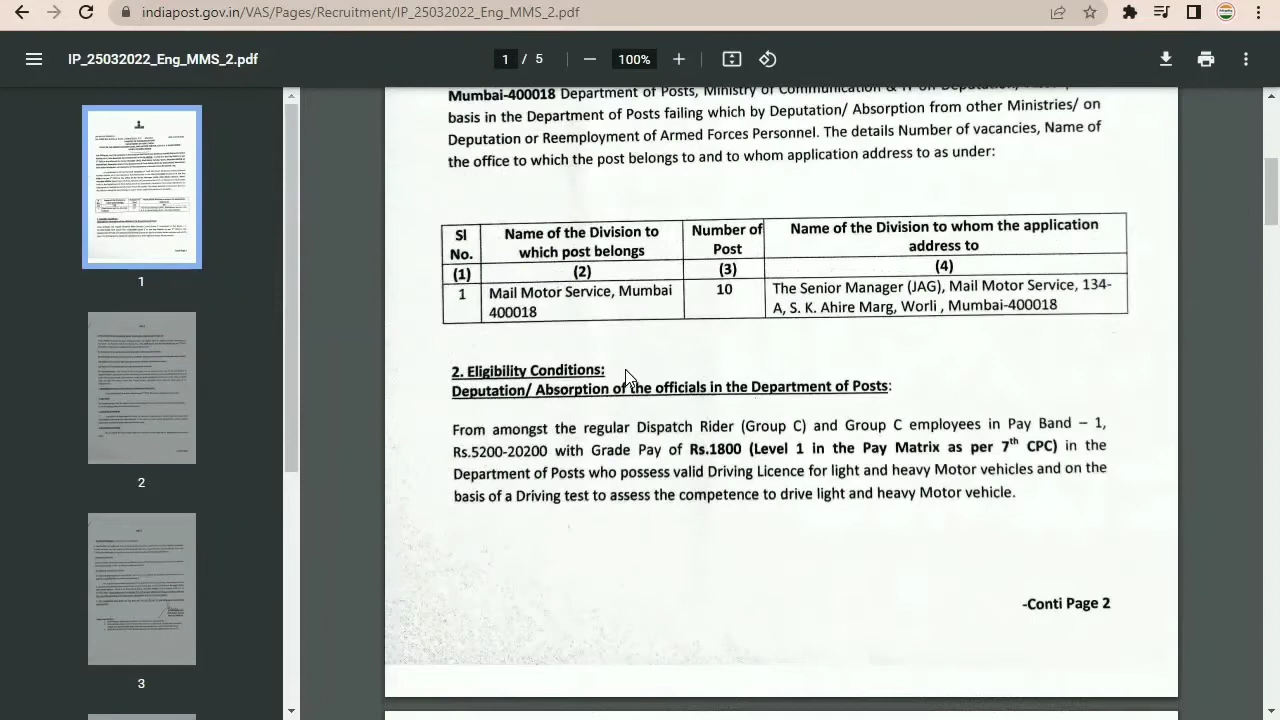 indiapost.gov.in/VAS/Pages/Recruitment/IP_25032022_Eng_MMS_2.pdf
IP_25032022_Eng_MMS_2.pdf
1 / 5
100%
Mumbai-400018 Department of Posts, Ministry of Communication &
basis in the Department of Posts failing which by Deputation/ Absorption from other Ministries/ on
Deputation or Reemployment of Armed Forces Personnel. The details Number of vacancies, Name of
the office to which the post belongs to and to whom application address to as under:
Sl No.
Name of the Division to which post belongs
Number of Post
Name of the Division to whom the application address to
(1)
(2)
(3)
(4)
1
Mail Motor Service, Mumbai 400018
10
The Senior Manager (JAG), Mail Motor Service, 134-
A, S. K. Ahire Marg, Worli , Mumbai-400018
2. Eligibility Conditions:
Deputation/ Absorption of the officials in the Department of Posts:
From amongst the regular Dispatch Rider (Group C) and Group C employees in Pay Band – 1,
Rs.5200-20200 with Grade Pay of Rs.1800 (Level 1 in the Pay Matrix as per 7th CPC) in the
Department of Posts who possess valid Driving Licence for light and heavy Motor vehicles and on the
basis of a Driving test to assess the competence to drive light and heavy Motor vehicle.
-Conti Page 2
1
2
3